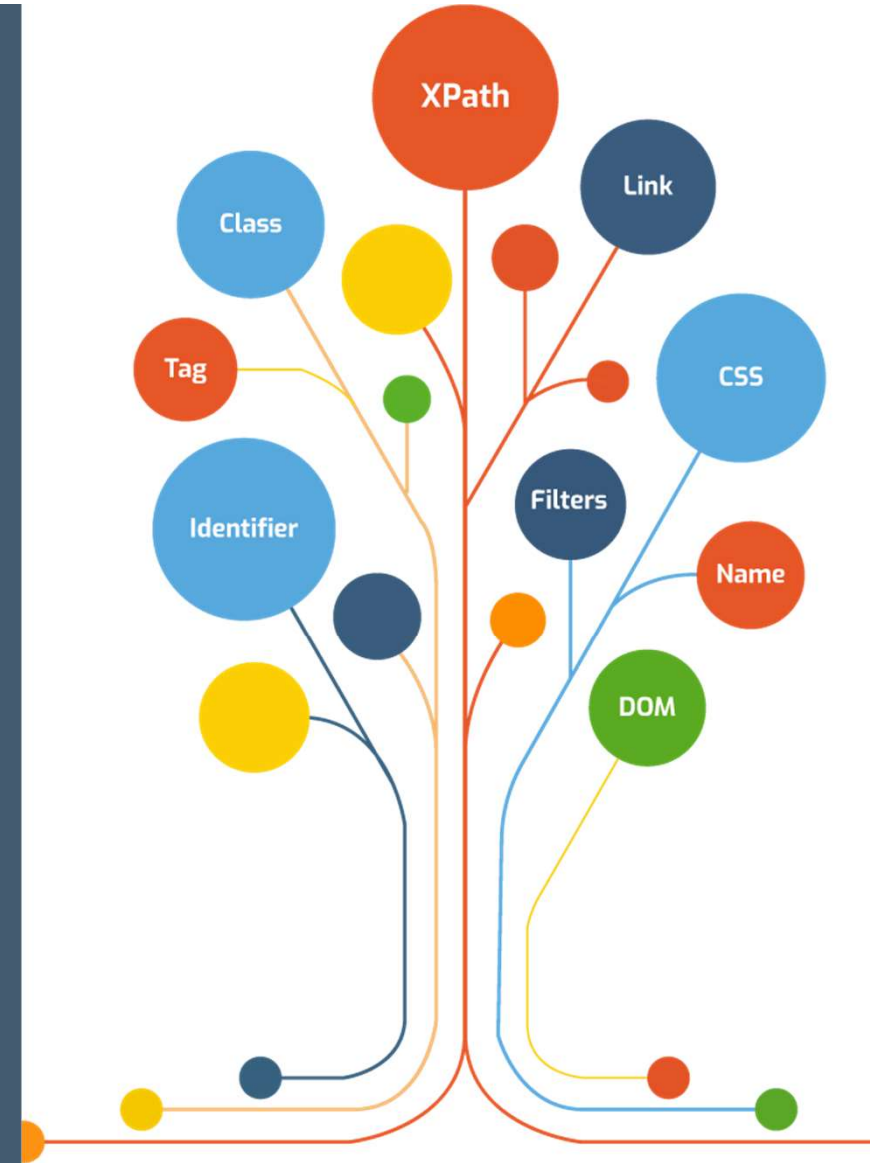 XPath
Link
Class
Tag
CSS
Filters
Identifier
Name
DOM